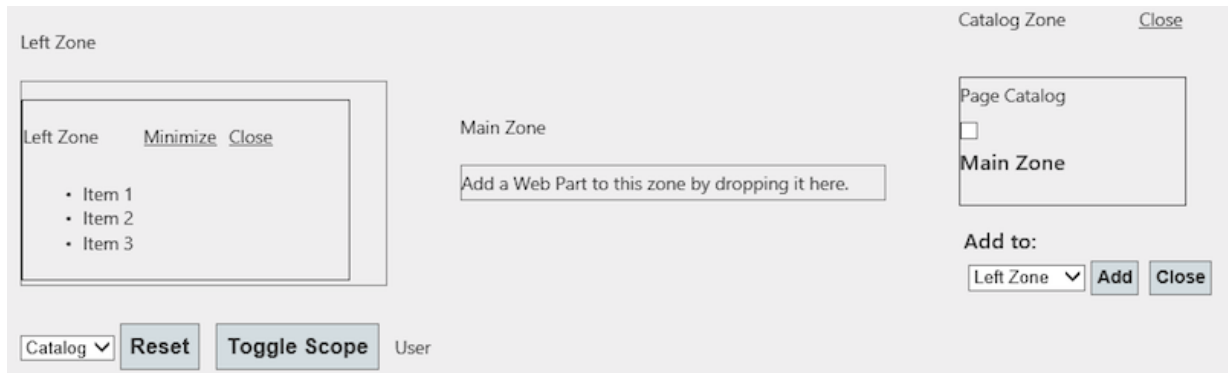 Left Zone
Left Zone Minimize Close
• Item 1
• Item 2
• Item 3
Main Zone
Add a Web Part to this zone by dropping it here.
Catalog Zone Close
Page Catalog
Main Zone
Add to:
Left Zone Add Close
Catalog Reset Toggle Scope User